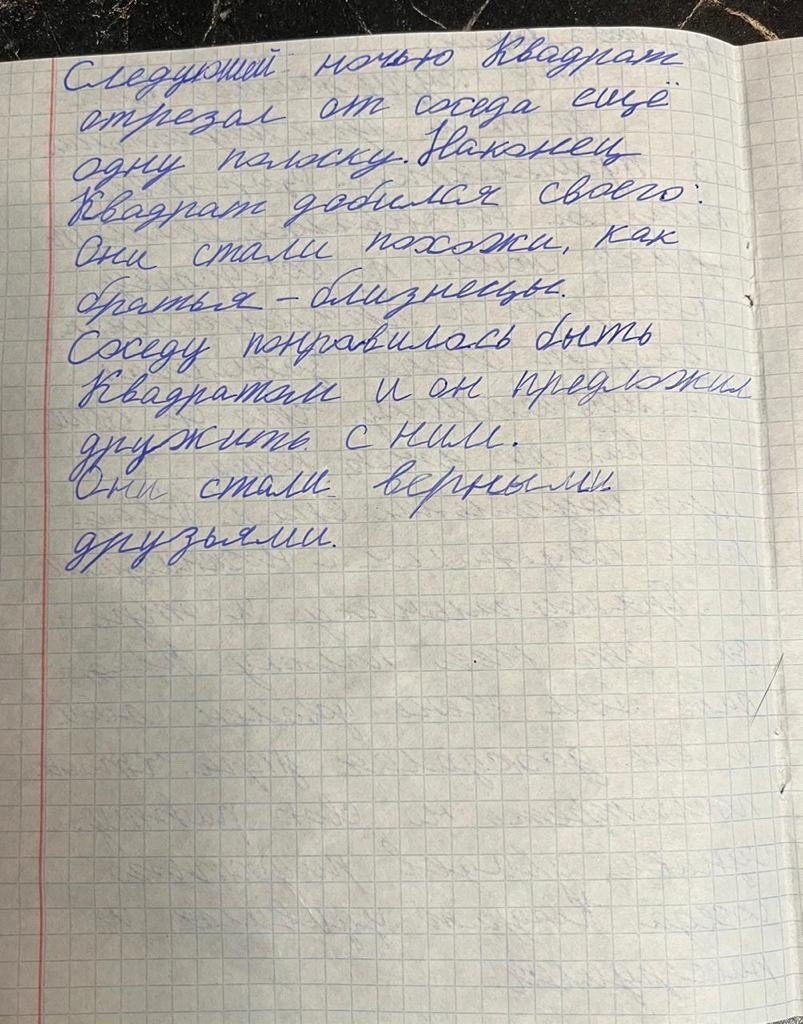 Следующей ночью Квадрат
отрезал от соседа ещё
одну полоску. Наконец
Квадрат добился своего:
Они стали похожи, как
братья - близнецы.
Соседу понравилось быть
Квадратом и он предложил
дружить с ним.
Они стали верными
друзьями.